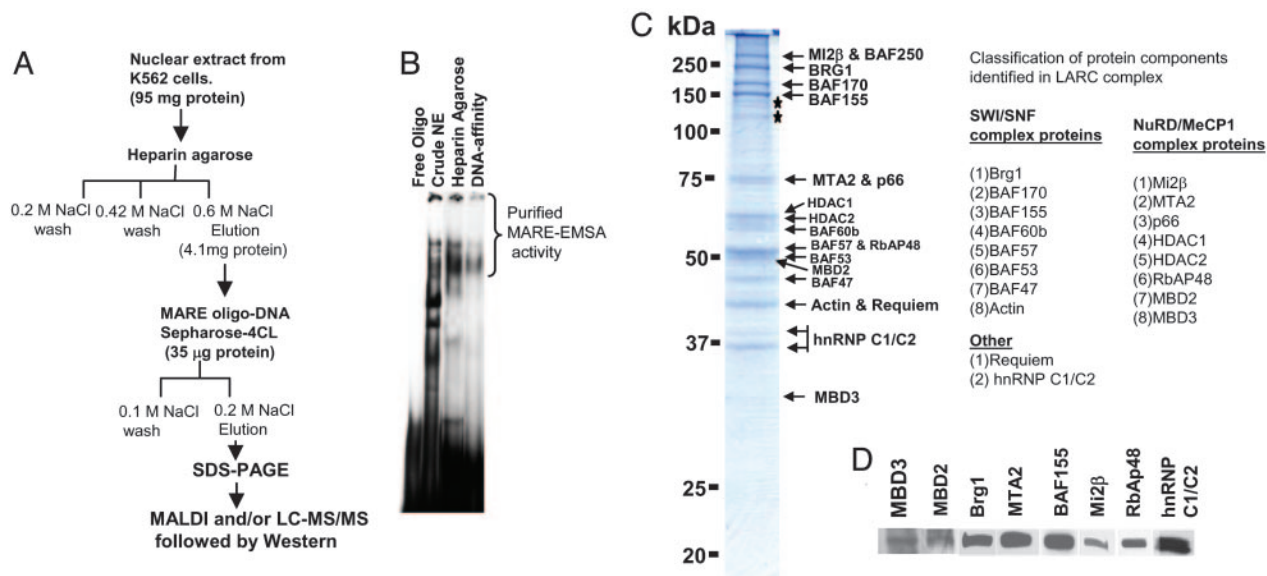 A
Nuclear extract from
K562 cells.
(95 mg protein)
Heparin agarose
0.2 M NaCl
wash
0.42 M NaCl
wash
0.6 M NaCl
Elution
(4.1mg protein)
MARE oligo-DNA
Sepharose-4CL
(35 µg protein)
0.1 M NaCl
wash
0.2 M NaCl
Elution
SDS-PAGE
MALDI and/or LC-MS/MS
followed by Western
B
Free Oligo
Crude NE
Heparin Agarose
DNA-affinity
Purified
MARE-EMSA
activity
C
kDa
250
150
100
75
50
37
25
20
MI2β & BAF250
BRG1
BAF170
BAF155
MTA2 & p66
HDAC1
HDAC2
BAF60b
BAF57 & RbAP48
BAF53
MBD2
BAF47
Actin & Requiem
hnRNP C1/C2
MBD3
Classification of protein components
identified in LARC complex
SWI/SNF
complex proteins
(1)Brg1
(2)BAF170
(3)BAF155
(4)BAF60b
(5)BAF57
(6)BAF53
(7)BAF47
(8)Actin
Other
(1)Requiem
(2) hnRNP C1/C2
NuRD/MeCP1
complex proteins
(1)Mi2β
(2)MTA2
(3)p66
(4)HDAC1
(5)HDAC2
(6)RbAP48
(7)MBD2
(8)MBD3
D
MBD3
MBD2
Brg1
MTA2
BAF155
Mi2β
RbAp48
hnRNP
C1/C2